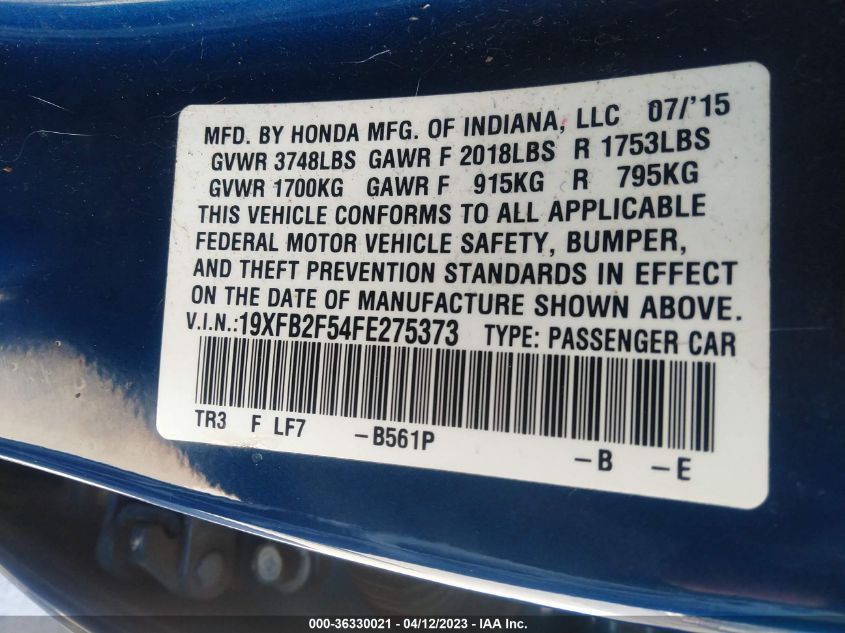 MFD. BY HONDA MFG. OF INDIANA, LLC 07/'15
GVWR 3748LBS GAWR F 2018LBS R 1753LBS
GVWR 1700KG GAWR F 915KG R 795KG
THIS VEHICLE CONFORMS TO ALL APPLICABLE
FEDERAL MOTOR VEHICLE SAFETY, BUMPER,
AND THEFT PREVENTION STANDARDS IN EFFECT
ON THE DATE OF MANUFACTURE SHOWN ABOVE.
V.I.N.:19XFB2F54FE275373 TYPE: PASSENGER CAR
TR3 F LF7 -B561P -B -E
000-36330021 - 04/12/2023 - IAA Inc.